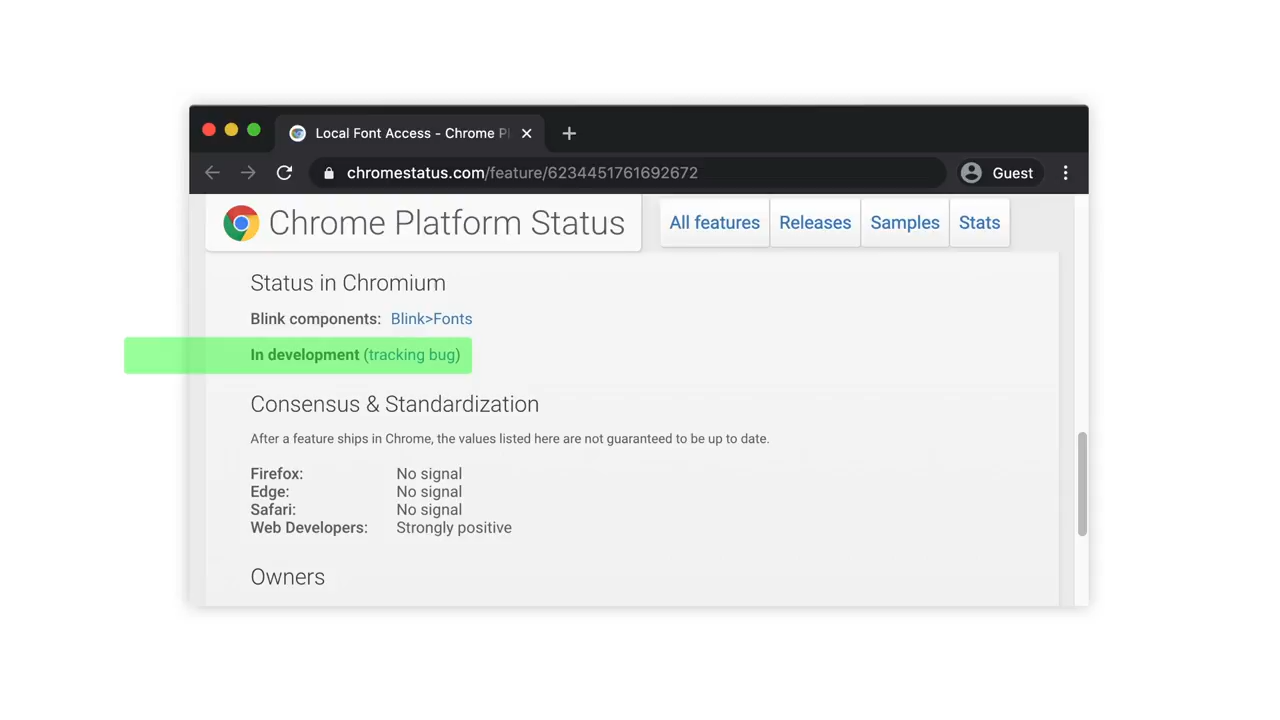 Local Font Access - Chrome P
chromestatus.com/feature/6234451761692672
Guest
Chrome Platform Status
All features
Releases
Samples
Stats
Status in Chromium
Blink components: Blink>Fonts
In development (tracking bug)
Consensus & Standardization
After a feature ships in Chrome, the values listed here are not guaranteed to be up to date.
Firefox: No signal
Edge: No signal
Safari: No signal
Web Developers: Strongly positive
Owners